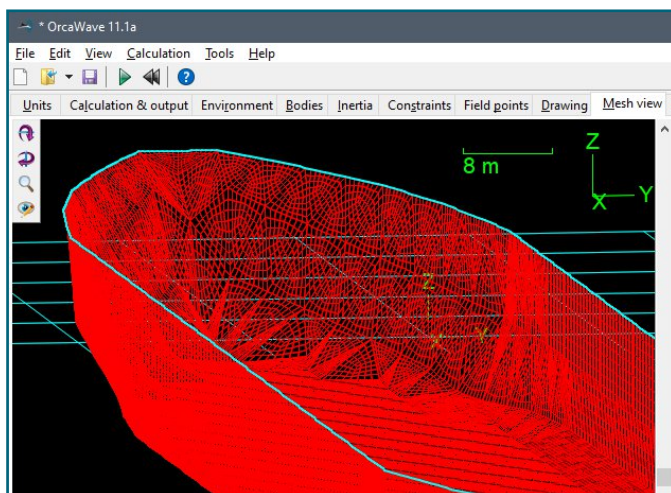 * OrcaWave 11.1a
File Edit View Calculation Tools Help
Units Calculation & output Environment Bodies Inertia Constraints Field points Drawing Mesh view
8 m
Z
X Y
Z
X Y